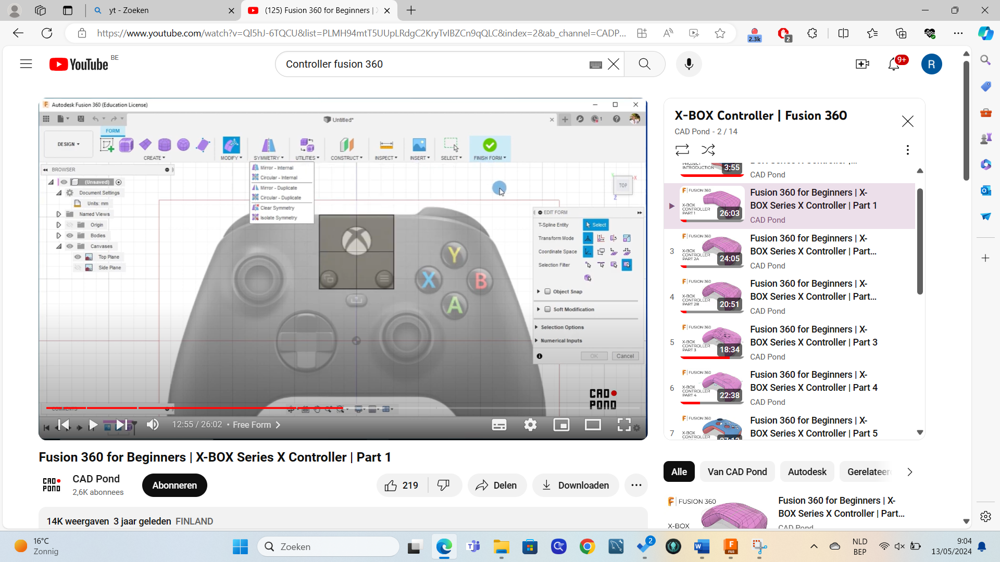 yt - Zoeken
(125) Fusion 360 for Beginners |
https://www.youtube.com/watch?v=Ql5hJ-6TQCU&list=PLMH94mtT5UUpLRdgC2KryTvIBZCn9qQLC&index=2&ab_channel=CADP...
2.3k
2
YouTube
BE
Controller fusion 360
9+
R
Autodesk Fusion 360 (Education License)
Untitled*
1
FORM
DESIGN
CREATE
MODIFY
SYMMETRY
UTILITIES
CONSTRUCT
INSPECT
INSERT
SELECT
FINISH FORM
BROWSER
(Unsaved)
Document Settings
Units: mm
Named Views
Origin
Bodies
Canvases
Top Plane
Side Plane
Mirror - Internal
Circular - Internal
Mirror - Duplicate
Circular - Duplicate
Clear Symmetry
Isolate Symmetry
TOP
X
Z
Y
X
B
A
EDIT FORM
T-Spline Entity
Select
Transform Mode
Coordinate Space
Selection Filter
Object Snap
Soft Modification
Selection Options
Numerical Inputs
OK
Cancel
CAD
POND
COMMENTS
12:55 / 26:02 • Free Form
X-BOX Controller | Fusion 360
CAD Pond - 2 / 14
PROJECT
INTRODUCTION
3:55
CAD Pond
FUSION 360
X-BOX
CONTROLLER
PART 1
26:03
Fusion 360 for Beginners | X-
BOX Series X Controller | Part 1
CAD Pond
3
FUSION 360
X-BOX
CONTROLLER
PART 2A
24:05
Fusion 360 for Beginners | X-
BOX Series X Controller | Part...
CAD Pond
4
FUSION 360
X-BOX
CONTROLLER
PART 2B
20:51
Fusion 360 for Beginners | X-
BOX Series X Controller | Part...
CAD Pond
5
FUSION 360
X-BOX
CONTROLLER
PART 3
18:34
Fusion 360 for Beginners | X-
BOX Series X Controller | Part 3
CAD Pond
6
FUSION 360
X-BOX
CONTROLLER
PART 4
22:38
Fusion 360 for Beginners | X-
BOX Series X Controller | Part 4
CAD Pond
7
FUSION 360
X-BOX
CONTROLLER
Fusion 360 for Beginners | X-
BOX Series X Controller | Part 5
Fusion 360 for Beginners | X-BOX Series X Controller | Part 1
CAD
POND
CAD Pond
2,6K abonnees
Abonneren
219
Delen
Downloaden
14K weergaven 3 jaar geleden FINLAND
Alle
Van CAD Pond
Autodesk
Gerelateer
FUSION 360
X-BOX
Fusion 360 for Beginners | X-
BOX Series X Controller | Part...
CAD Pond
16°C
Zonnig
Zoeken
2
NLD
BEP
9:04
13/05/2024